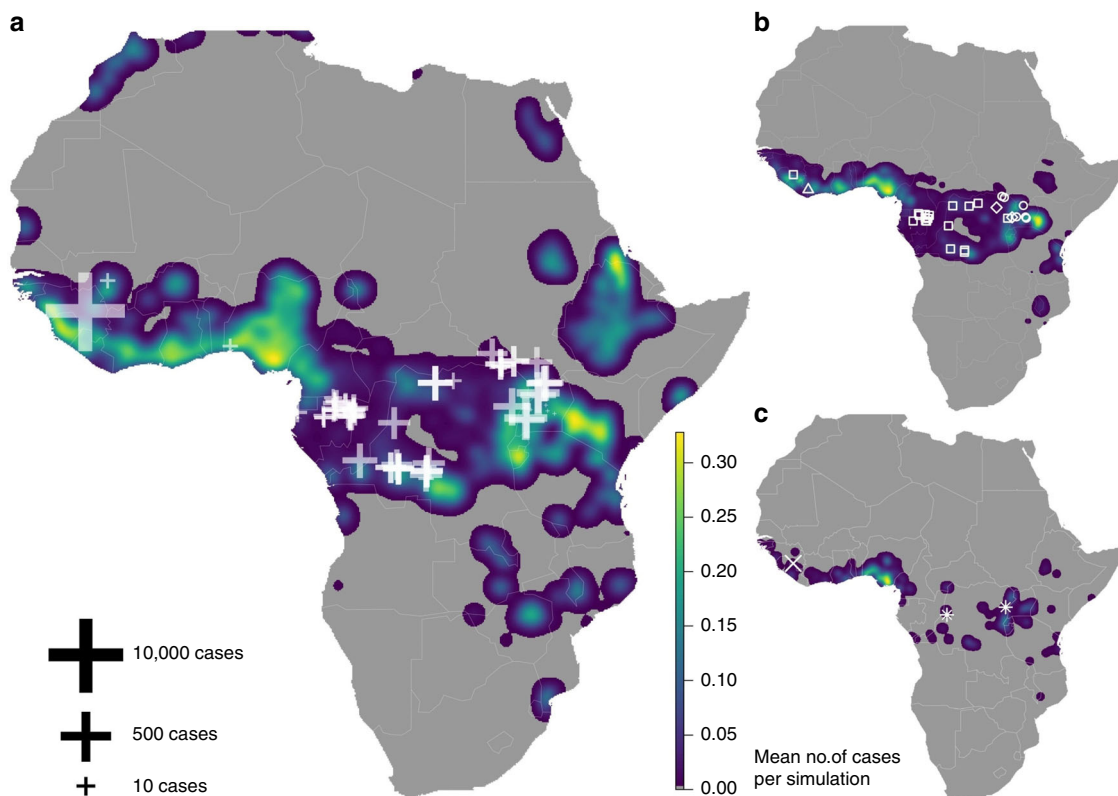 a
b
c
10,000 cases
500 cases
10 cases
0.30
0.25
0.20
0.15
0.10
0.05
0.00
Mean no.of cases
per simulation